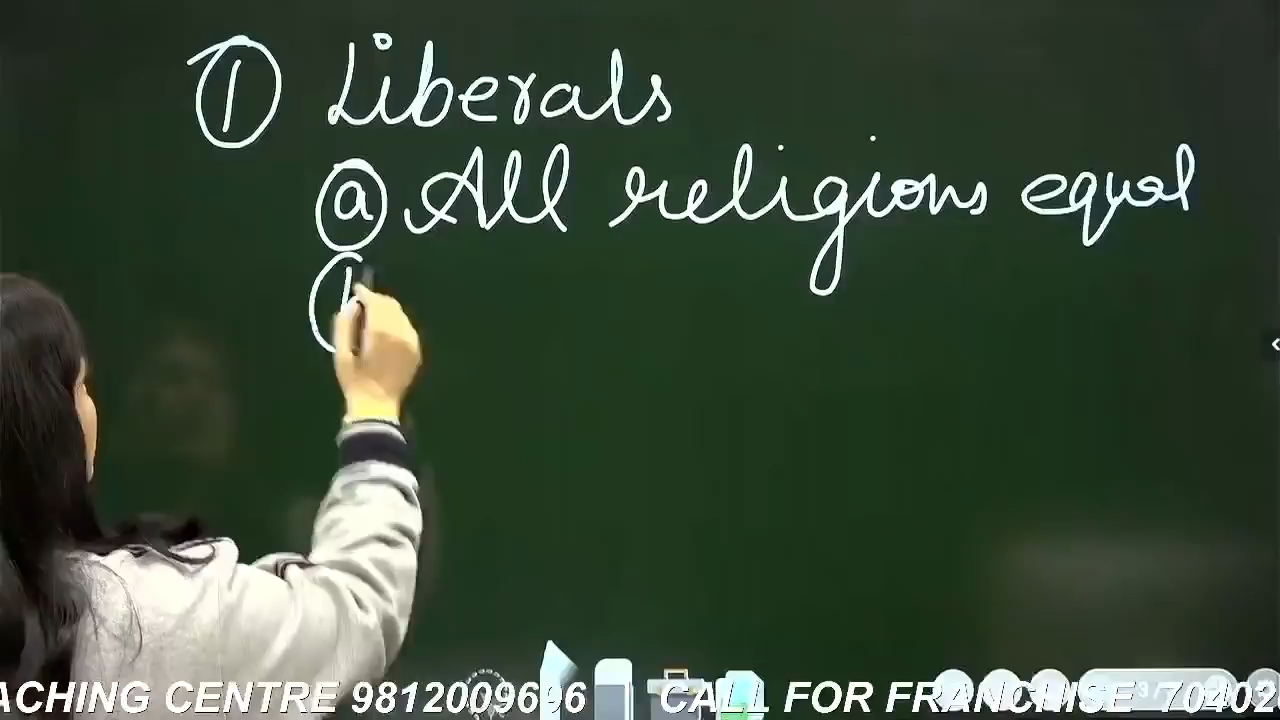 ① Liberals
ⓐ All religions equal
ACHING CENTRE 9812009696 | CALL FOR FRANCHISE 70402